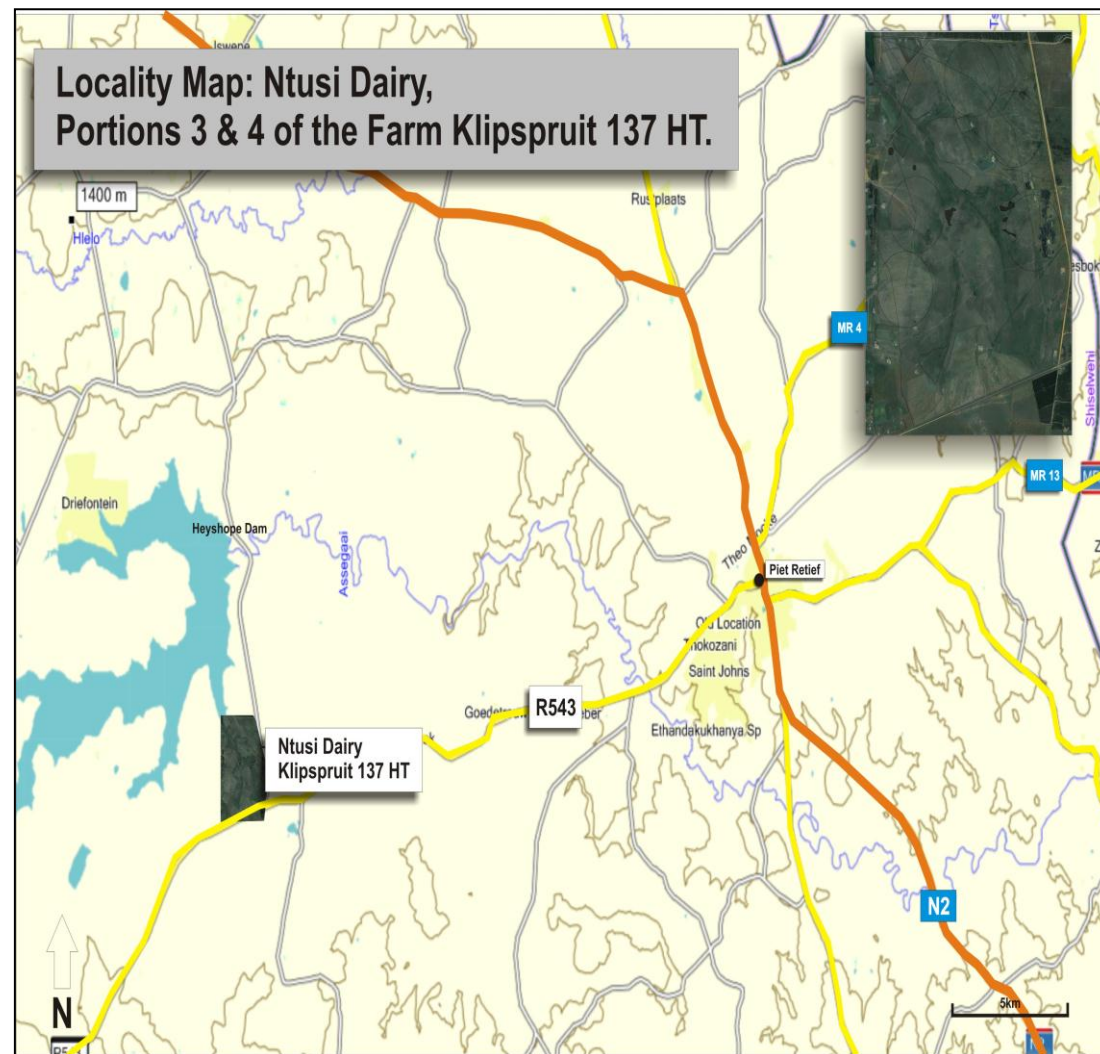 Iswepe
Locality Map: Ntusi Dairy,
Portions 3 & 4 of the Farm Klipspruit 137 HT.
1400 m
Hlelo
Rustplaats
MR 4
Shiselweni
MR 13
Driefontein
Heyshope Dam
Assegaai
Piet Retief
Old Location
Thokozani
Saint Johns
R543
Ethandakukhanya Sp
Ntusi Dairy
Klipspruit 137 HT
N2
N
5km